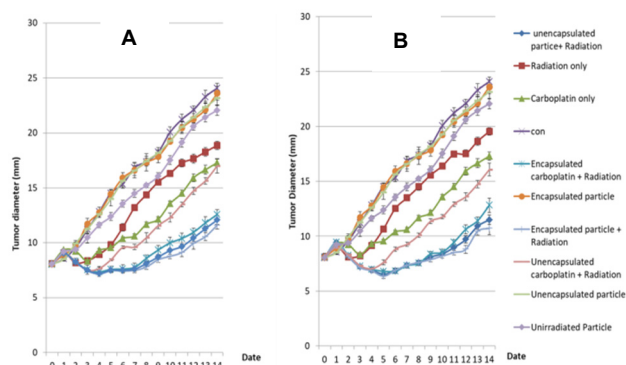 A
Tumor diameter (mm)
30
25
20
15
10
5
0
0 1 2 3 4 5 6 7 8 9 10 11 12 13 14
Date
B
Tumor Diameter (mm)
30
25
20
15
10
5
0
0 1 2 3 4 5 6 7 8 9 10 11 12 13 14
Date
unencapsulated
partice+ Radiation
Radiation only
Carboplatin only
con
Encapsulated
carboplatin + Radiation
Encapsulated particle
Encapsulated particle +
Radiation
Unencapsulated
carboplatin + Radiation
Unencapsulated particle
Unirradiated Particle